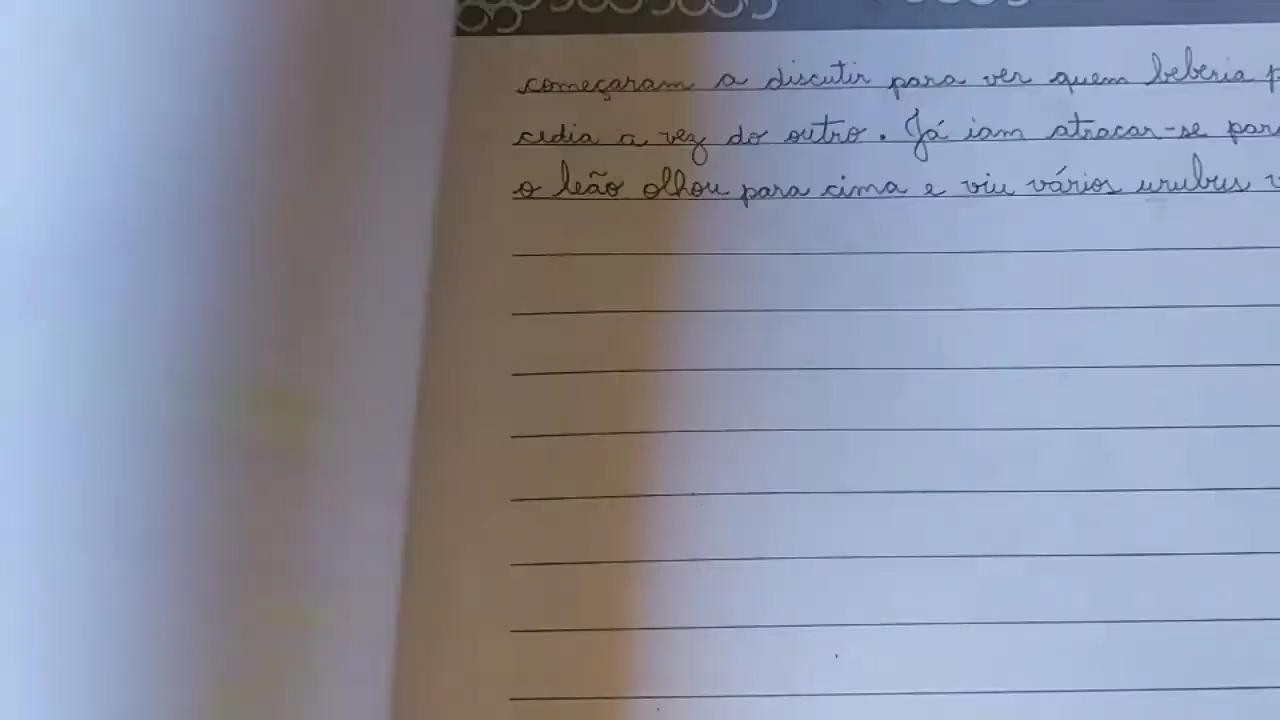 começaram a discutir para ver quem beberia p
cedia a vez do outro. Já iam atracar-se par
o leão olhou para cima e viu vários urubus v